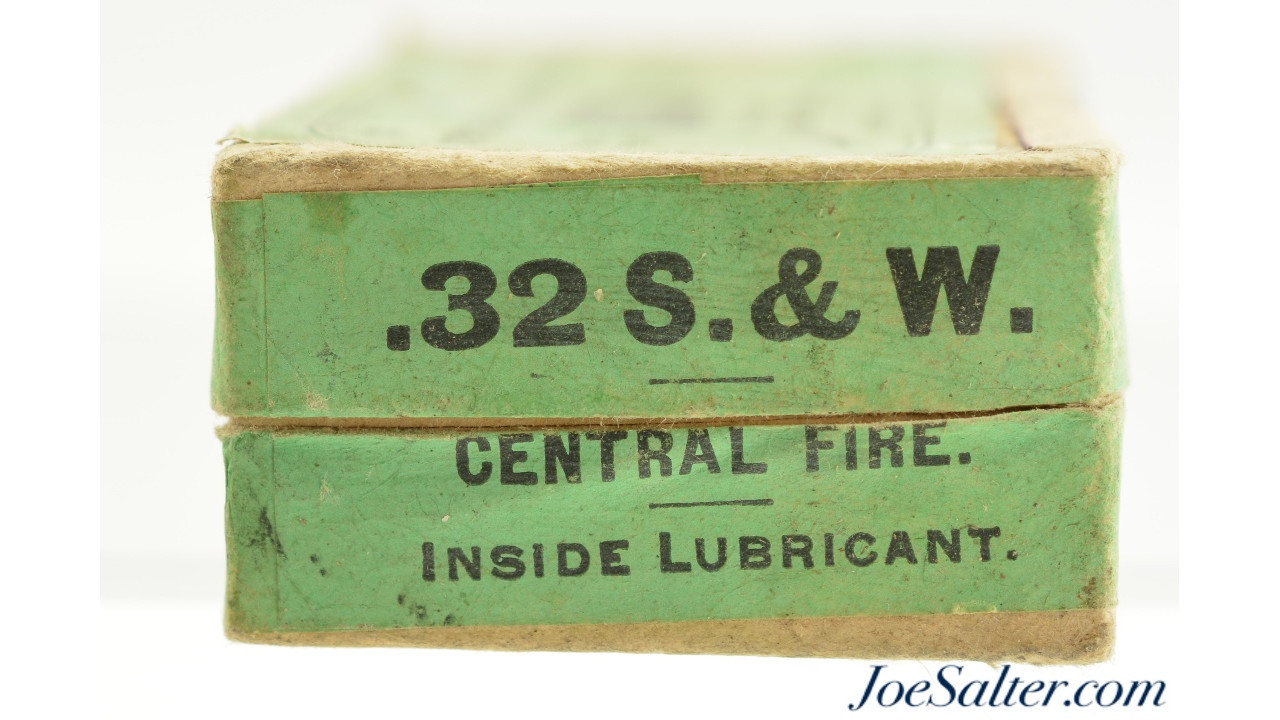 .32 S. & W.
CENTRAL FIRE.
INSIDE LUBRICANT.
JoeSalter.com